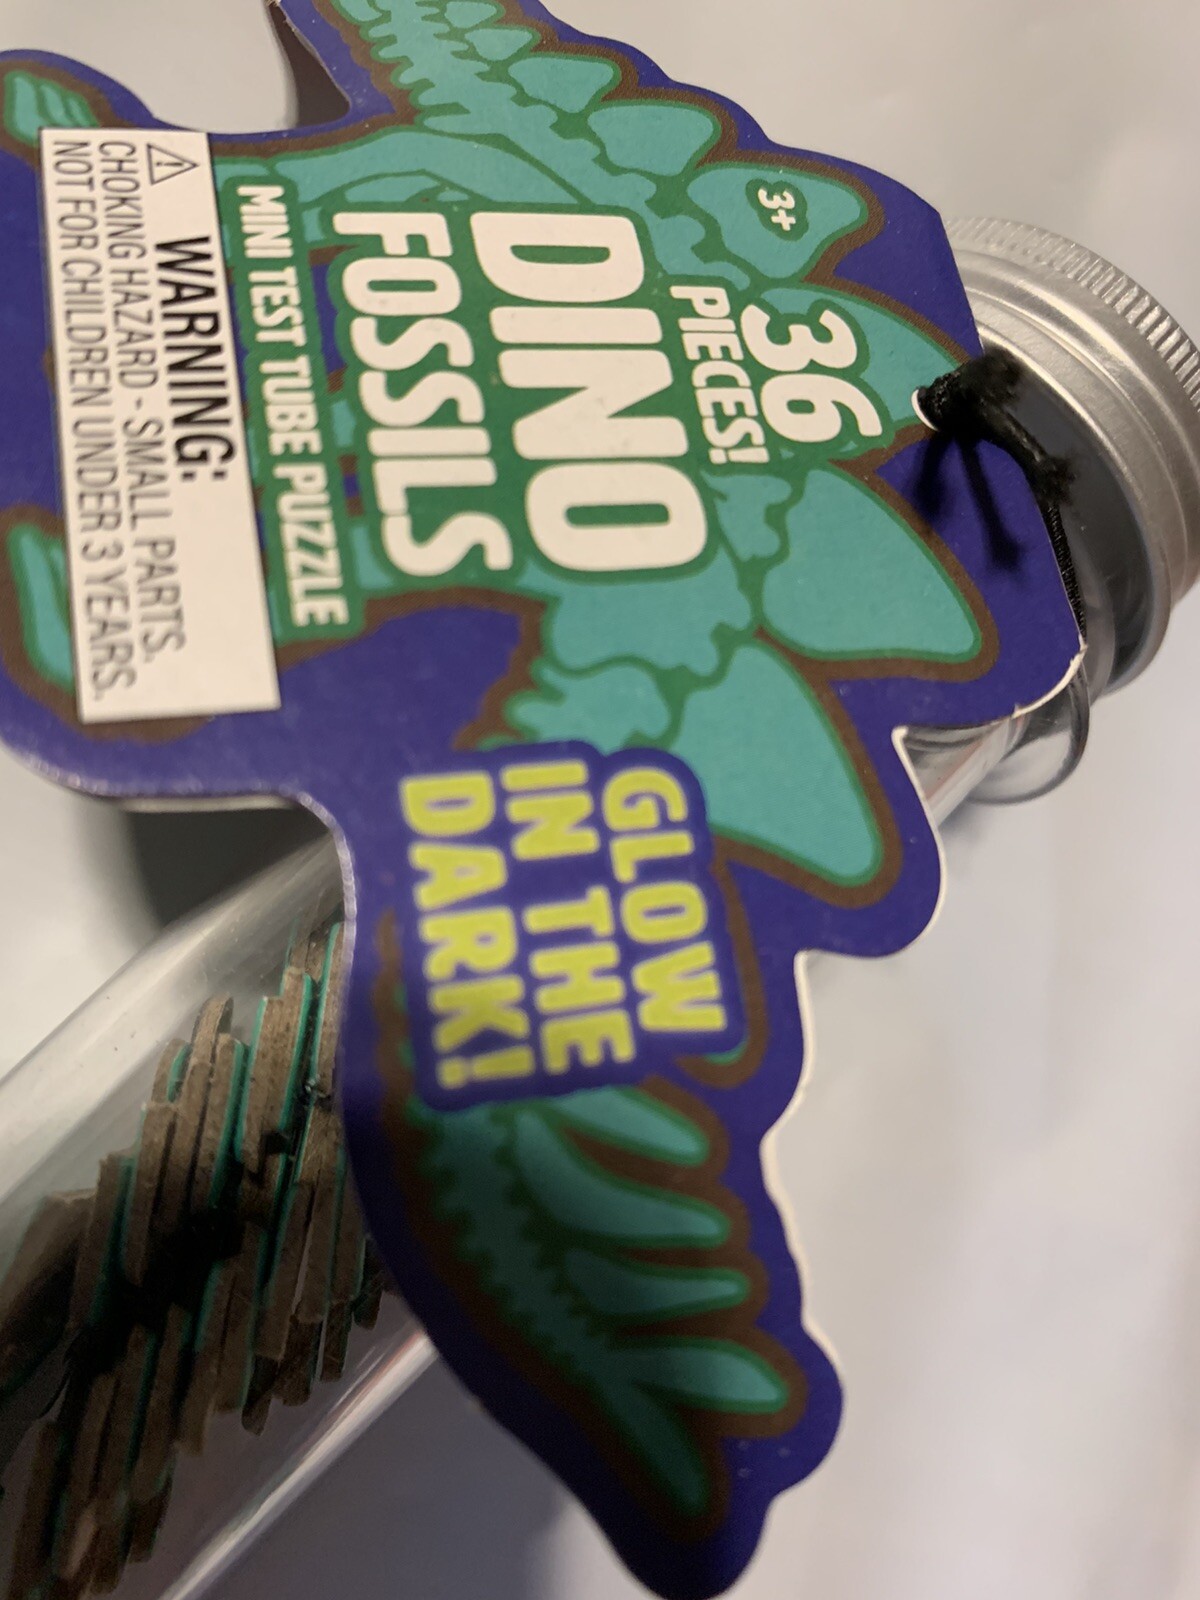 3+
36
PIECES!
DINO
FOSSILS
MINI TEST TUBE PUZZLE
⚠ WARNING:
CHOKING HAZARD - SMALL PARTS.
NOT FOR CHILDREN UNDER 3 YEARS.
GLOW
IN THE
DARK!